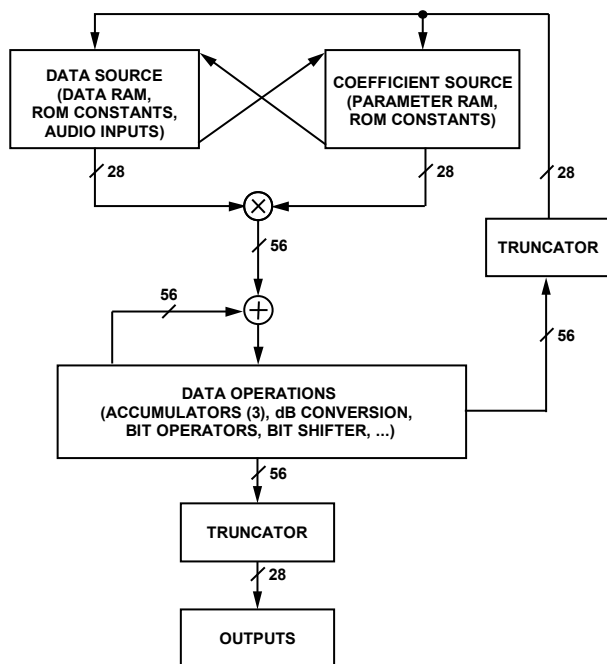 DATA SOURCE
(DATA RAM,
ROM CONSTANTS,
AUDIO INPUTS)
COEFFICIENT SOURCE
(PARAMETER RAM,
ROM CONSTANTS)
28
28
28
TRUNCATOR
56
56
56
DATA OPERATIONS
(ACCUMULATORS (3), dB CONVERSION,
BIT OPERATORS, BIT SHIFTER, ...)
56
TRUNCATOR
28
OUTPUTS